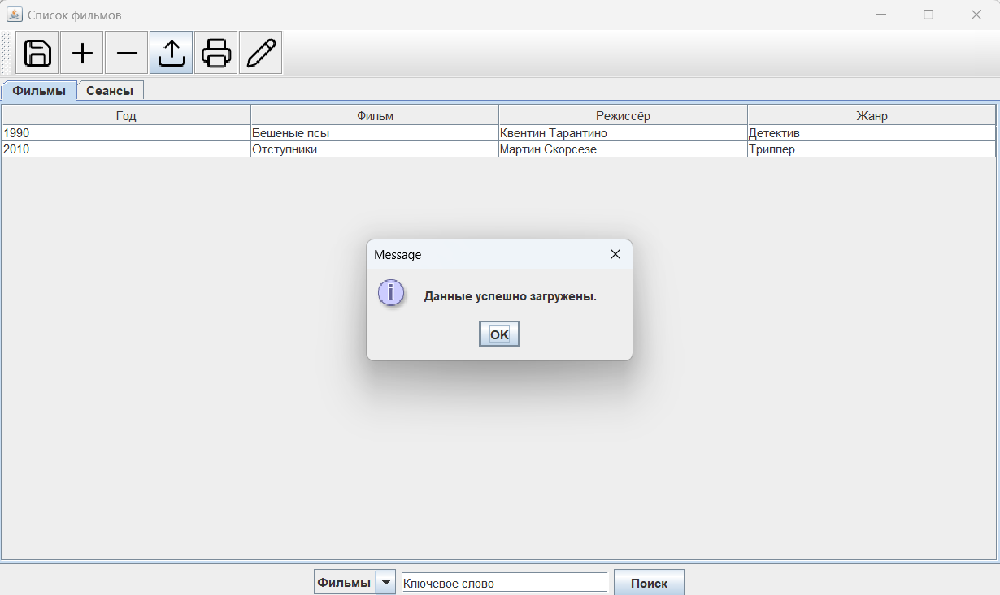 Список фильмов
Фильмы Сеансы
Год Фильм Режиссёр Жанр
1990 Бешеные псы Квентин Тарантино Детектив
2010 Отступники Мартин Скорсезе Триллер
Message
Данные успешно загружены.
OK
Фильмы Ключевое слово Поиск